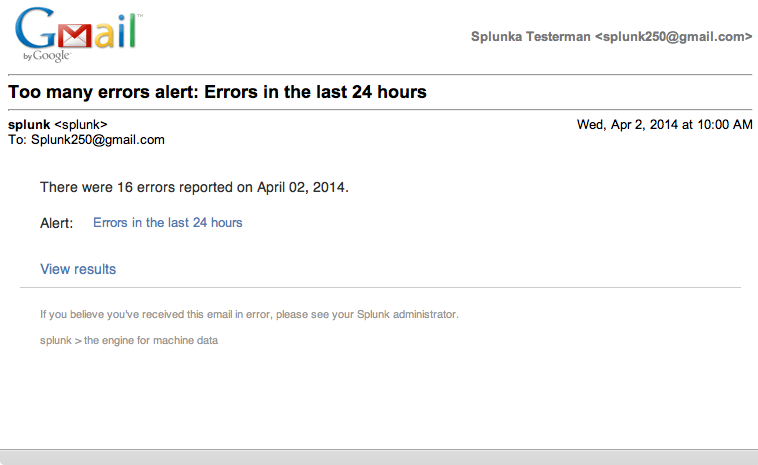 Gmail™
by Google™
Splunka Testerman <splunk250@gmail.com>
Too many errors alert: Errors in the last 24 hours
splunk <splunk>
Wed, Apr 2, 2014 at 10:00 AM
To: Splunk250@gmail.com
There were 16 errors reported on April 02, 2014.
Alert: Errors in the last 24 hours
View results
If you believe you've received this email in error, please see your Splunk administrator.
splunk > the engine for machine data